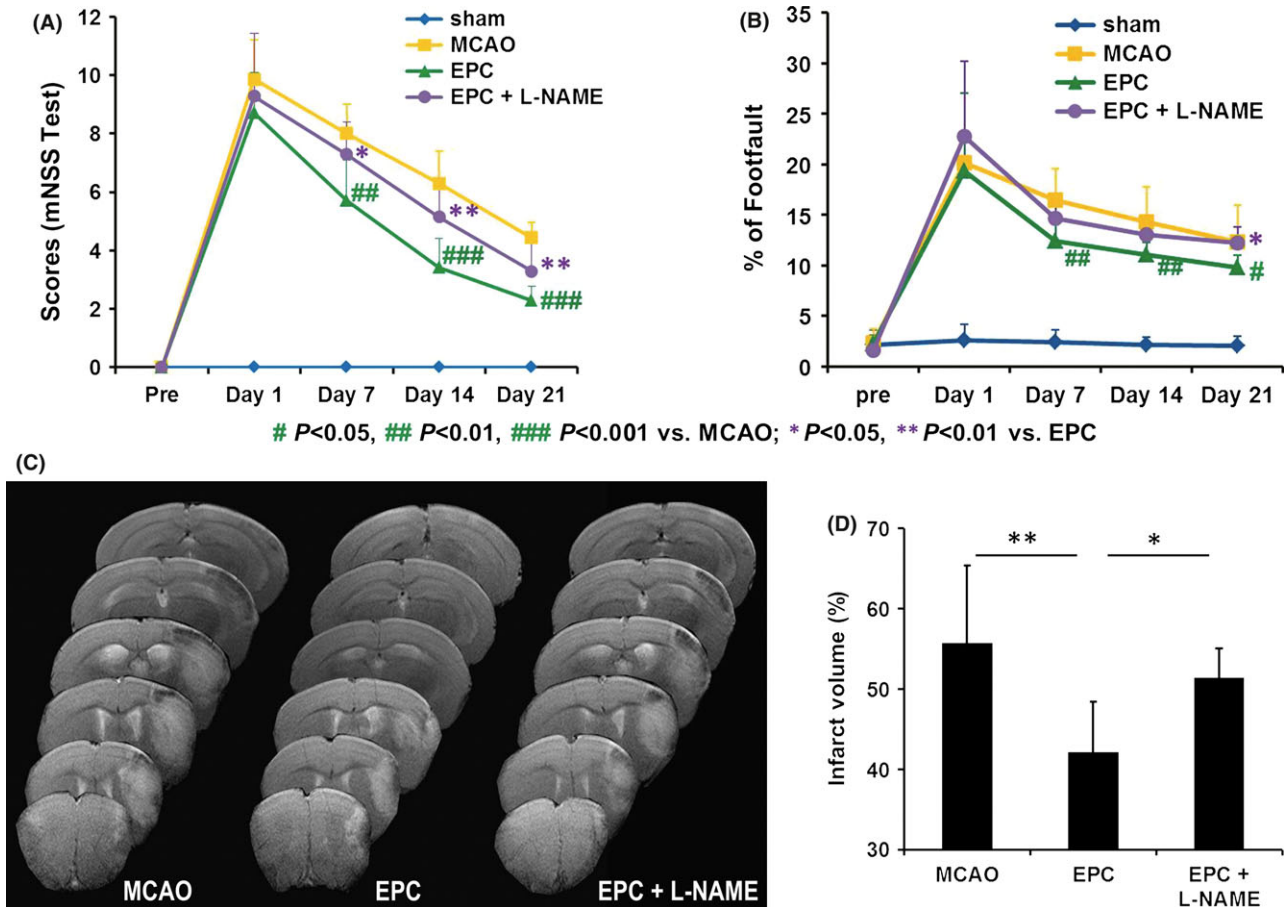 (A)
12
10
8
6
4
2
0
Scores (mNSS Test)
sham
MCAO
EPC
EPC + L-NAME
*
##
**
###
**
###
Pre Day 1 Day 7 Day 14 Day 21
(B)
35
30
25
20
15
10
5
0
% of Footfault
sham
MCAO
EPC
EPC + L-NAME
*
## ## #
pre Day 1 Day 7 Day 14 Day 21
# P<0.05, ## P<0.01, ### P<0.001 vs. MCAO; * P<0.05, ** P<0.01 vs. EPC
(C)
MCAO EPC EPC + L-NAME
(D)
70
60
50
40
30
Infarct volume (%)
** *
MCAO EPC EPC +
L-NAME